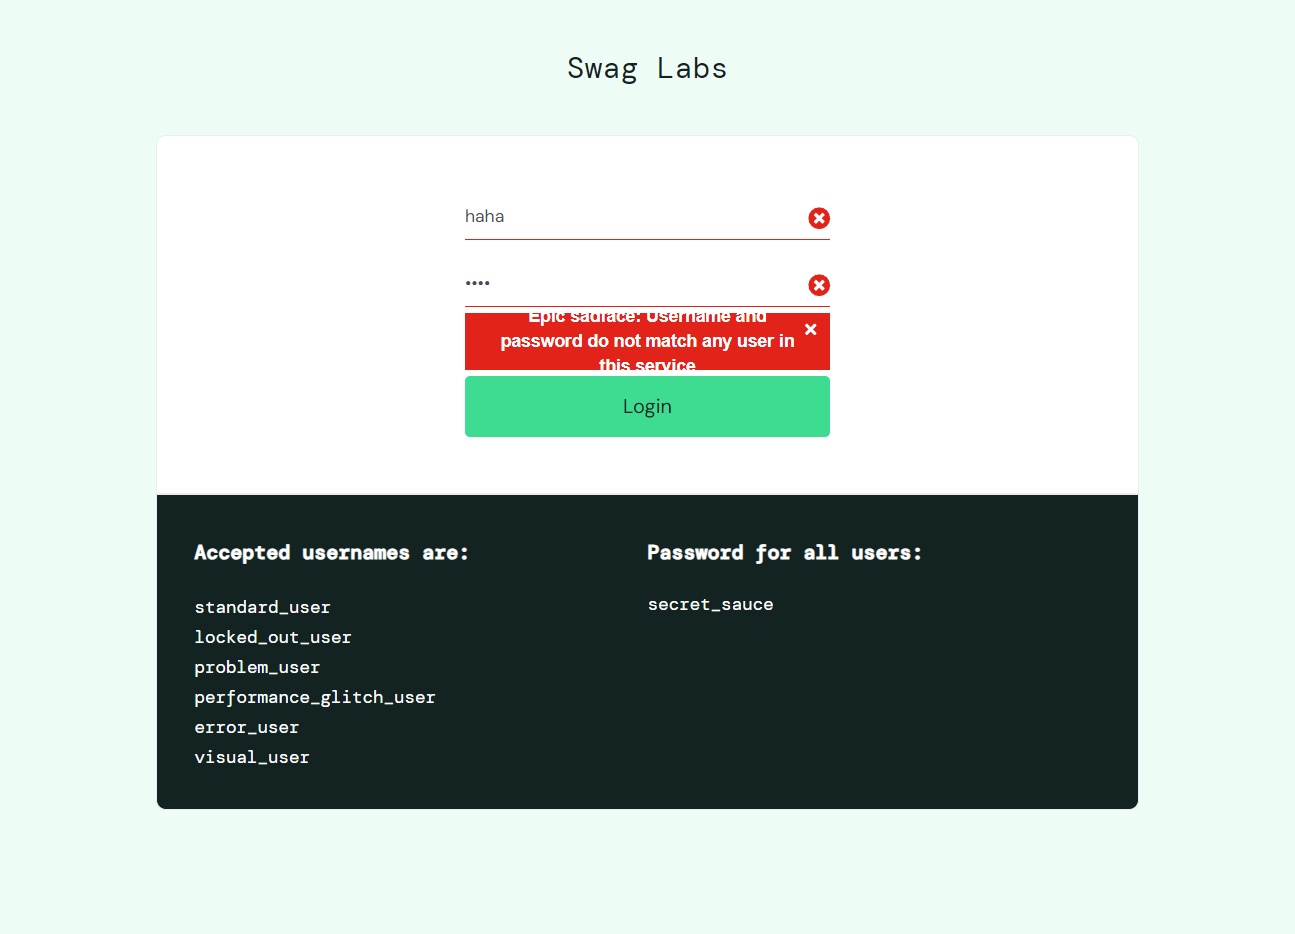 Swag Labs
haha
••••
Epic sadface: Username and
password do not match any user in
this service
Login
Accepted usernames are:
standard_user
locked_out_user
problem_user
performance_glitch_user
error_user
visual_user
Password for all users:
secret_sauce